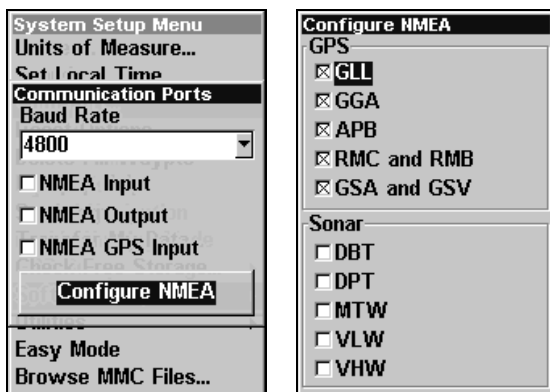 System Setup Menu
Units of Measure...
Set Local Time
Communication Ports
Baud Rate
4800
NMEA Input
NMEA Output
NMEA GPS Input
Configure NMEA
Easy Mode
Browse MMC Files...
Configure NMEA
GPS
GLL
GGA
APB
RMC and RMB
GSA and GSV
Sonar
DBT
DPT
MTW
VLW
VHW